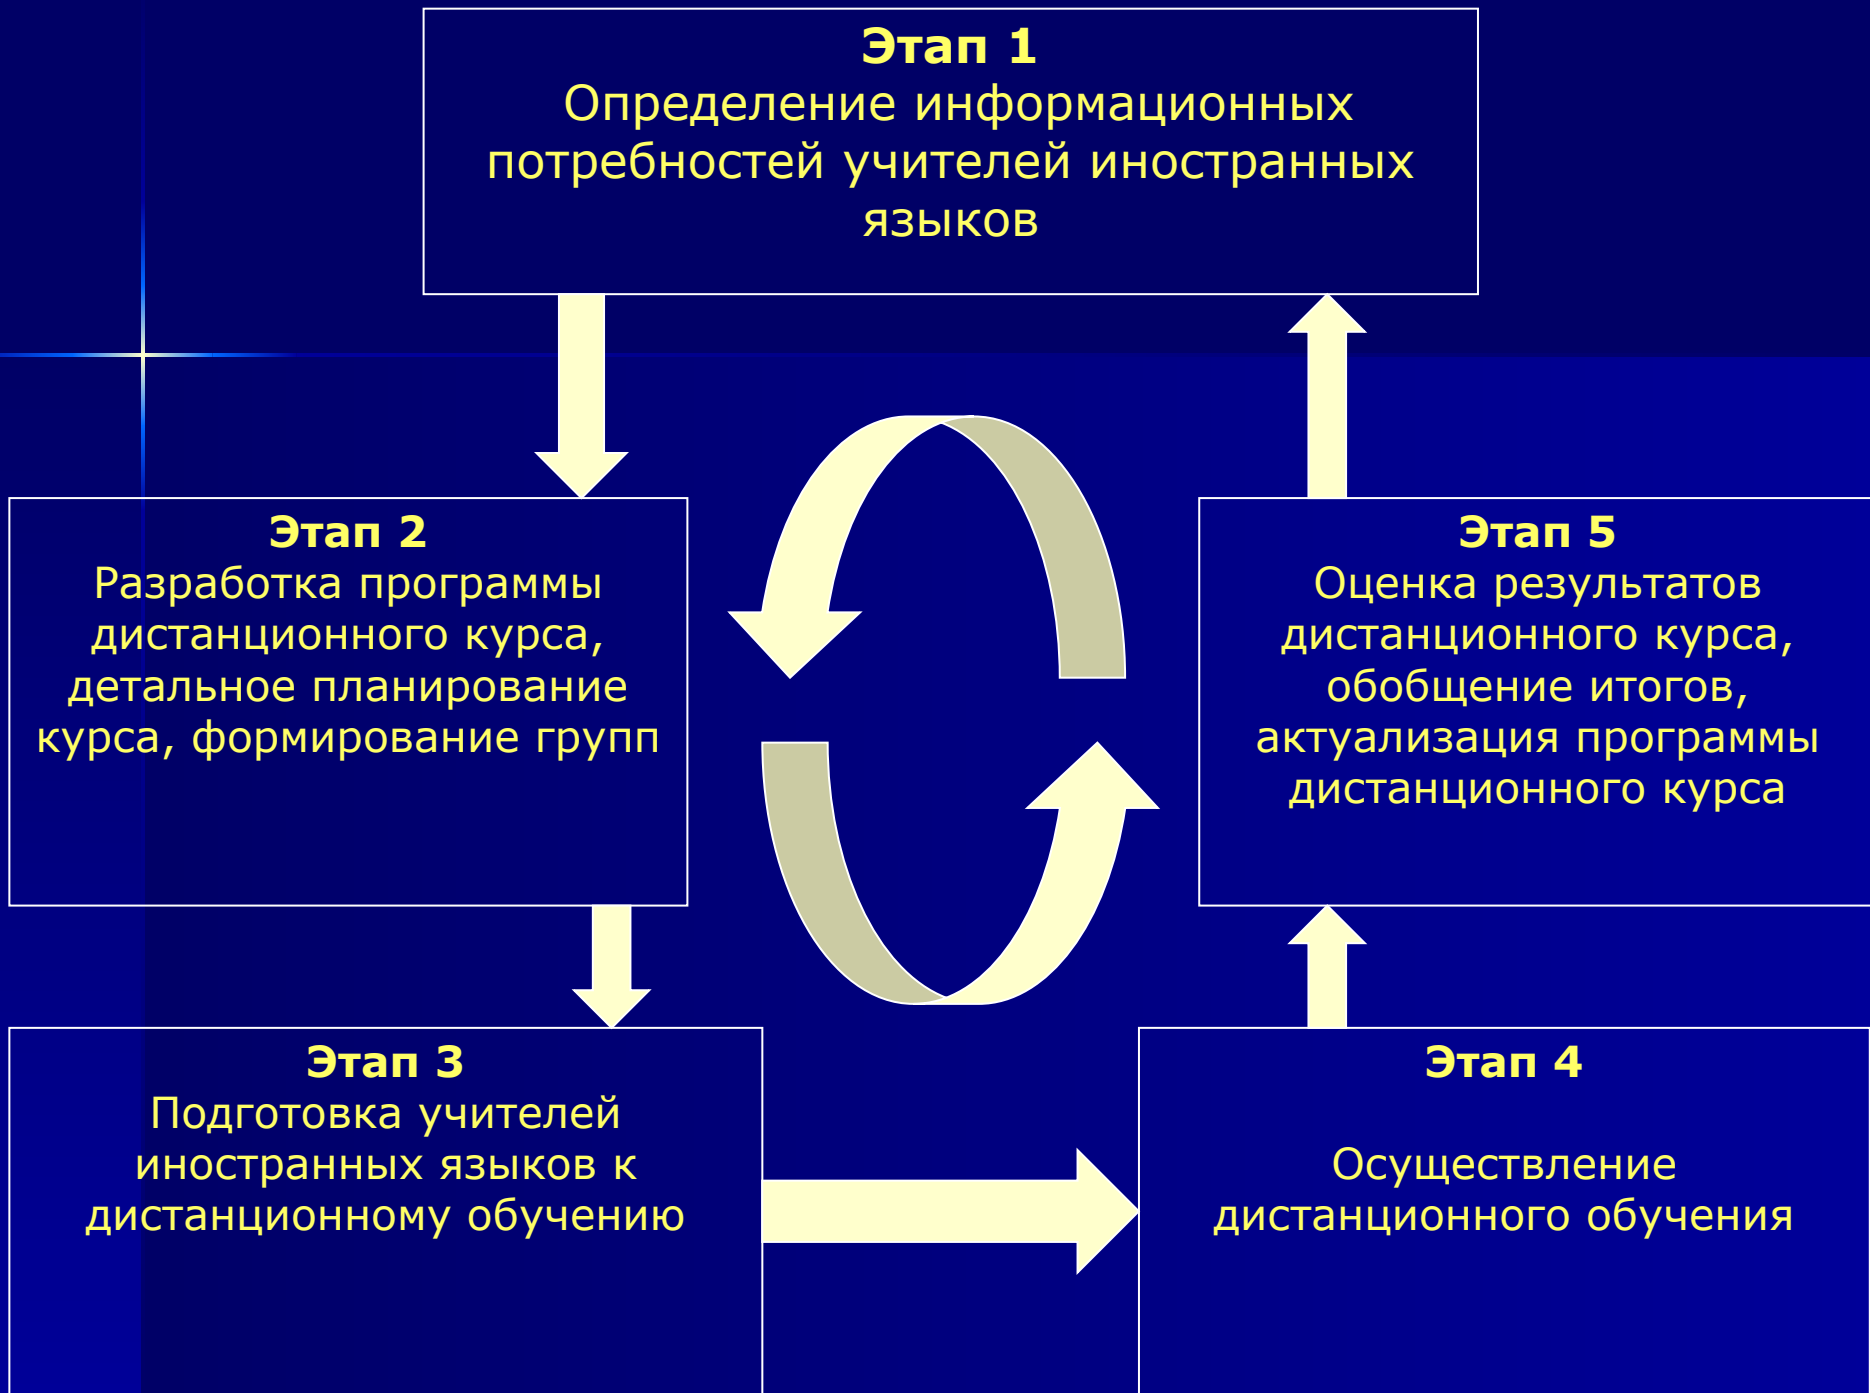 Этап 1
Определение информационных
потребностей учителей иностранных
языков
Этап 2
Разработка программы
дистанционного курса,
детальное планирование
курса, формирование групп
Этап 5
Оценка результатов
дистанционного курса,
обобщение итогов,
актуализация программы
дистанционного курса
Этап 3
Подготовка учителей
иностранных языков к
дистанционному обучению
Этап 4
Осуществление
дистанционного обучения